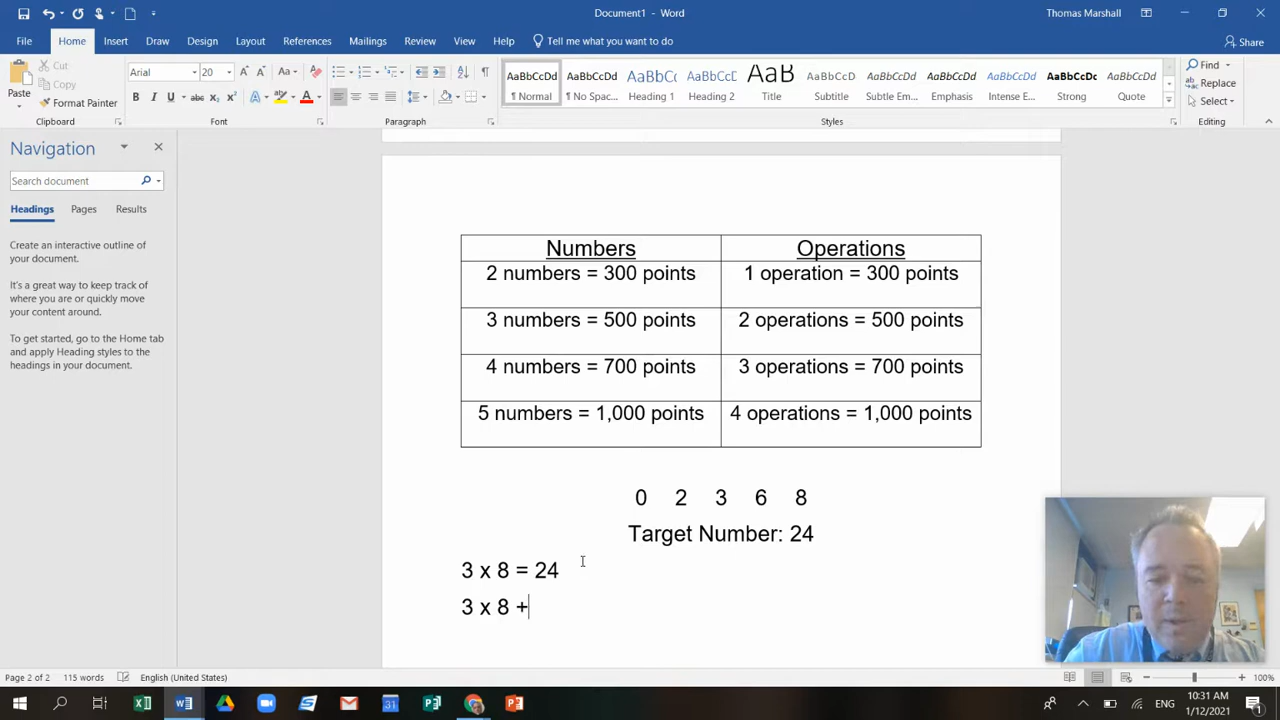 Document1 - Word
Thomas Marshall
File Home Insert Draw Design Layout References Mailings Review View Help Tell me what you want to do
Share
Paste
Cut
Copy
Format Painter
Clipboard
Arial 20
Font
Paragraph
AaBbCcDd AaBbCcDd AaBbCc AaBbCcD AaB AaBbCcDd AaBbCcDd AaBbCcDd AaBbCcDd AaBbCcDc AaBbCcDd
¶ Normal ¶ No Spac... Heading 1 Heading 2 Title Subtitle Subtle Em... Emphasis Intense E... Strong Quote
Styles
Find
Replace
Select
Editing
Navigation
Search document
Headings Pages Results
Create an interactive outline of
your document.
It's a great way to keep track of
where you are or quickly move
your content around.
To get started, go to the Home tab
and apply Heading styles to the
headings in your document.
Numbers Operations
2 numbers = 300 points 1 operation = 300 points
3 numbers = 500 points 2 operations = 500 points
4 numbers = 700 points 3 operations = 700 points
5 numbers = 1,000 points 4 operations = 1,000 points
0 2 3 6 8
Target Number: 24
3 x 8 = 24
3 x 8 +
Page 2 of 2 115 words English (United States)
100%
10:31 AM
1/12/2021